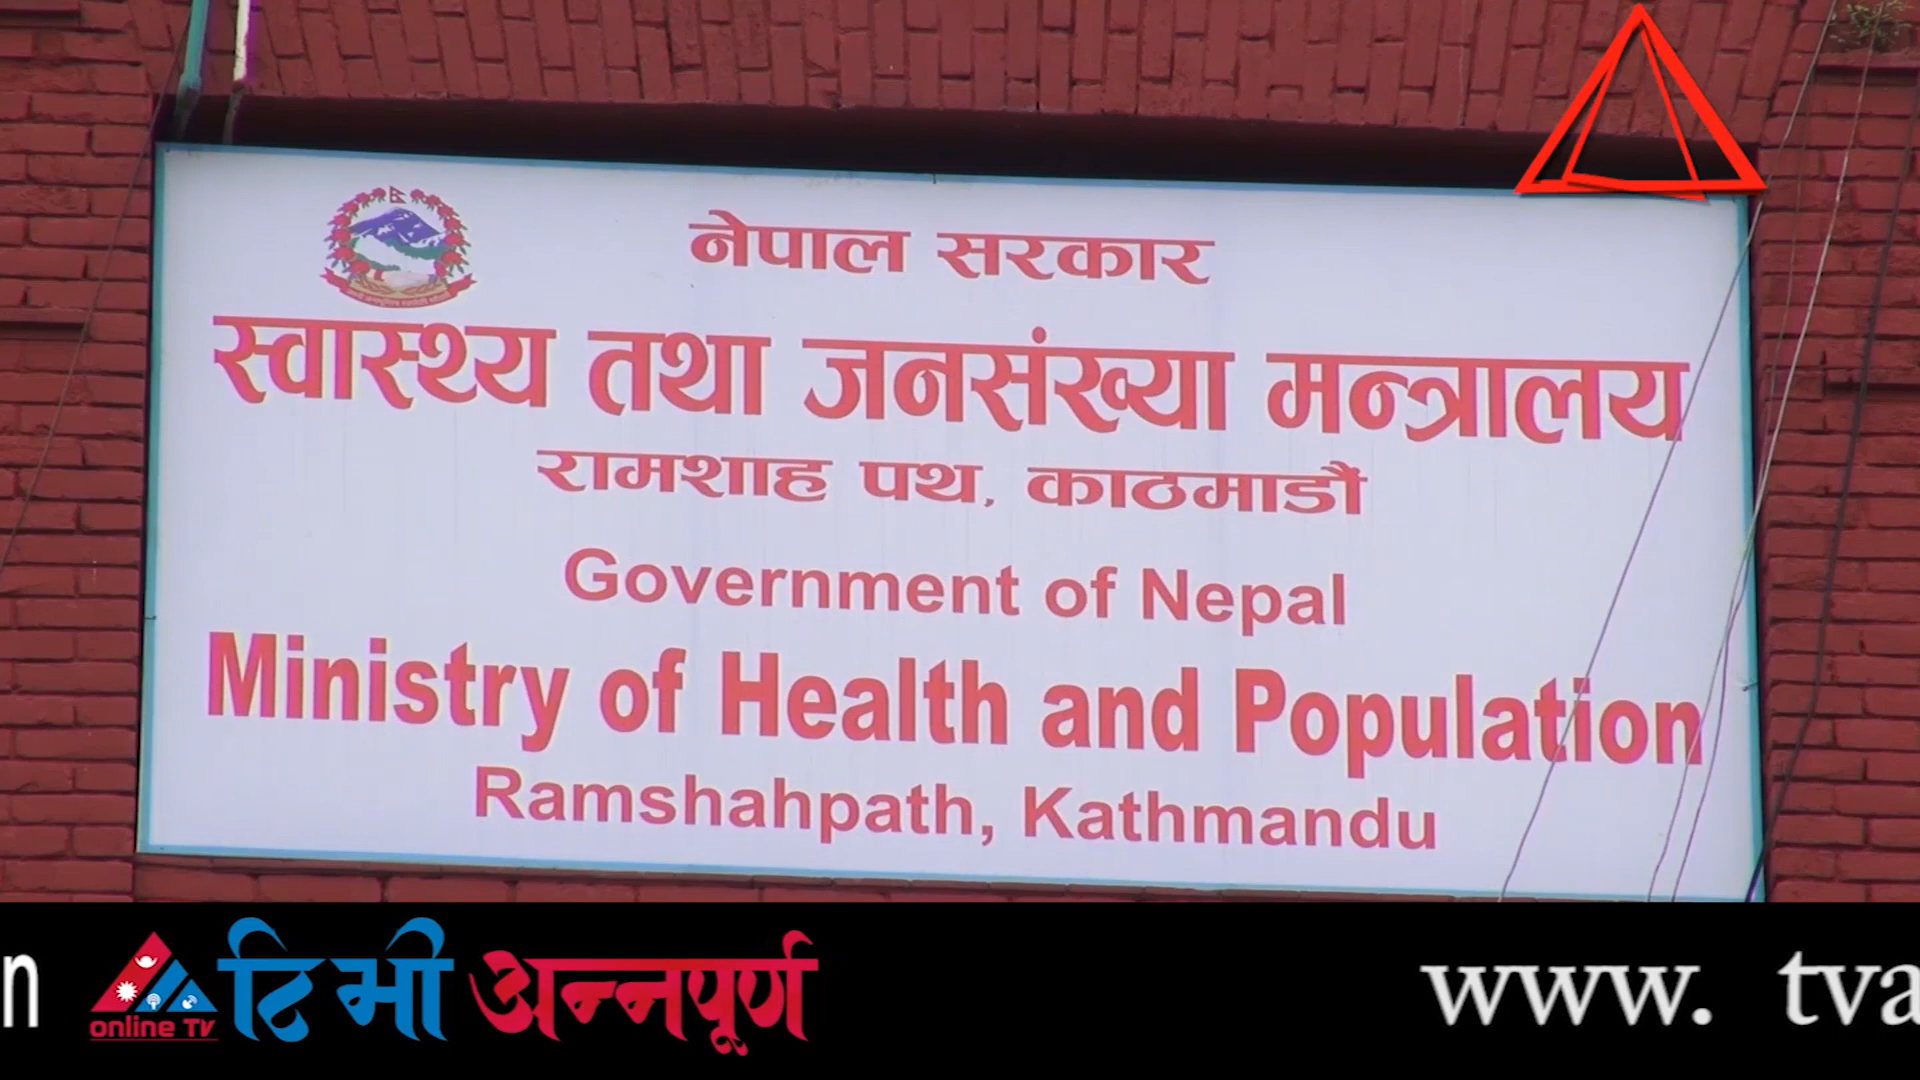 नेपाल सरकार
स्वास्थ्य तथा जनसंख्या मन्त्रालय
रामशाह पथ, काठमाडौं
Government of Nepal
Ministry of Health and Population
Ramshahpath, Kathmandu
n
online TV
टिभी अन्नपूर्ण
www. tva